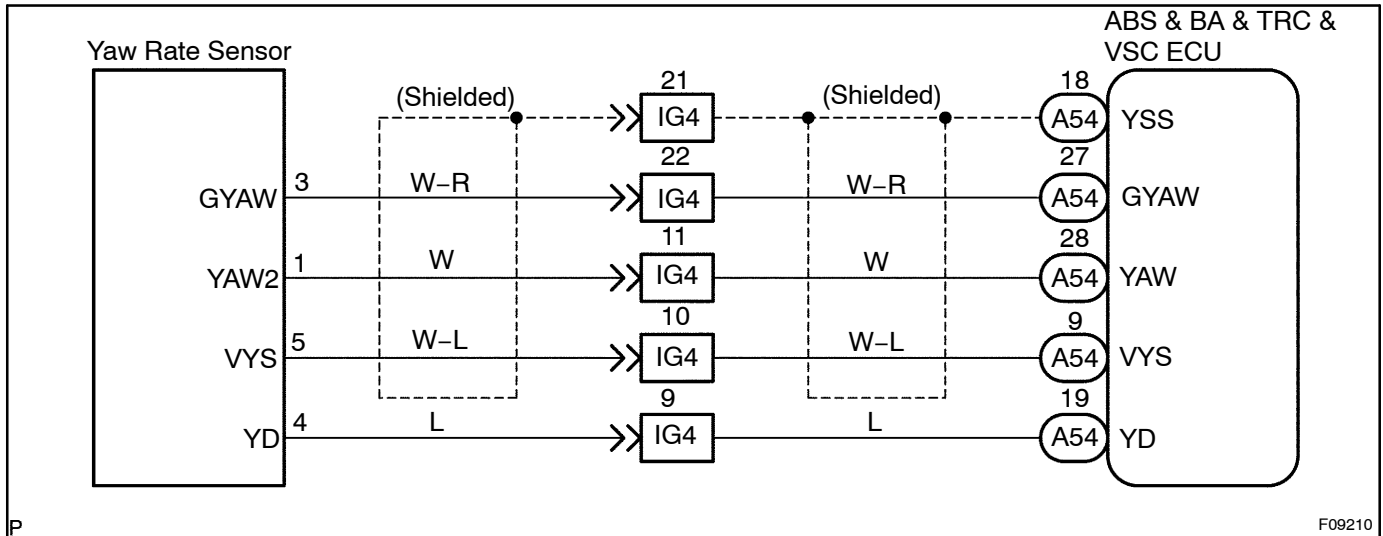 ABS & BA & TRC &
VSC ECU
Yaw Rate Sensor
(Shielded)
21
IG4
(Shielded)
18
A54
YSS
GYAW
3
W–R
22
IG4
W–R
27
A54
GYAW
YAW2
1
W
11
IG4
W
28
A54
YAW
VYS
5
W–L
10
IG4
W–L
9
A54
VYS
YD
4
L
9
IG4
L
19
A54
YD
P
F09210